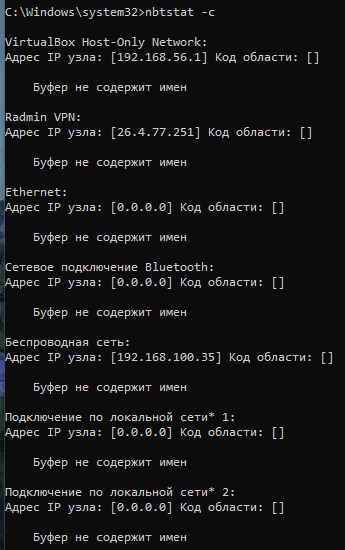 C:\Windows\system32>nbtstat -c
VirtualBox Host-Only Network:
Адрес IP узла: [192.168.56.1] Код области: []
Буфер не содержит имен
Radmin VPN:
Адрес IP узла: [26.4.77.251] Код области: []
Буфер не содержит имен
Ethernet:
Адрес IP узла: [0.0.0.0] Код области: []
Буфер не содержит имен
Сетевое подключение Bluetooth:
Адрес IP узла: [0.0.0.0] Код области: []
Буфер не содержит имен
Беспроводная сеть:
Адрес IP узла: [192.168.100.35] Код области: []
Буфер не содержит имен
Подключение по локальной сети* 1:
Адрес IP узла: [0.0.0.0] Код области: []
Буфер не содержит имен
Подключение по локальной сети* 2:
Адрес IP узла: [0.0.0.0] Код области: []
Буфер не содержит имен